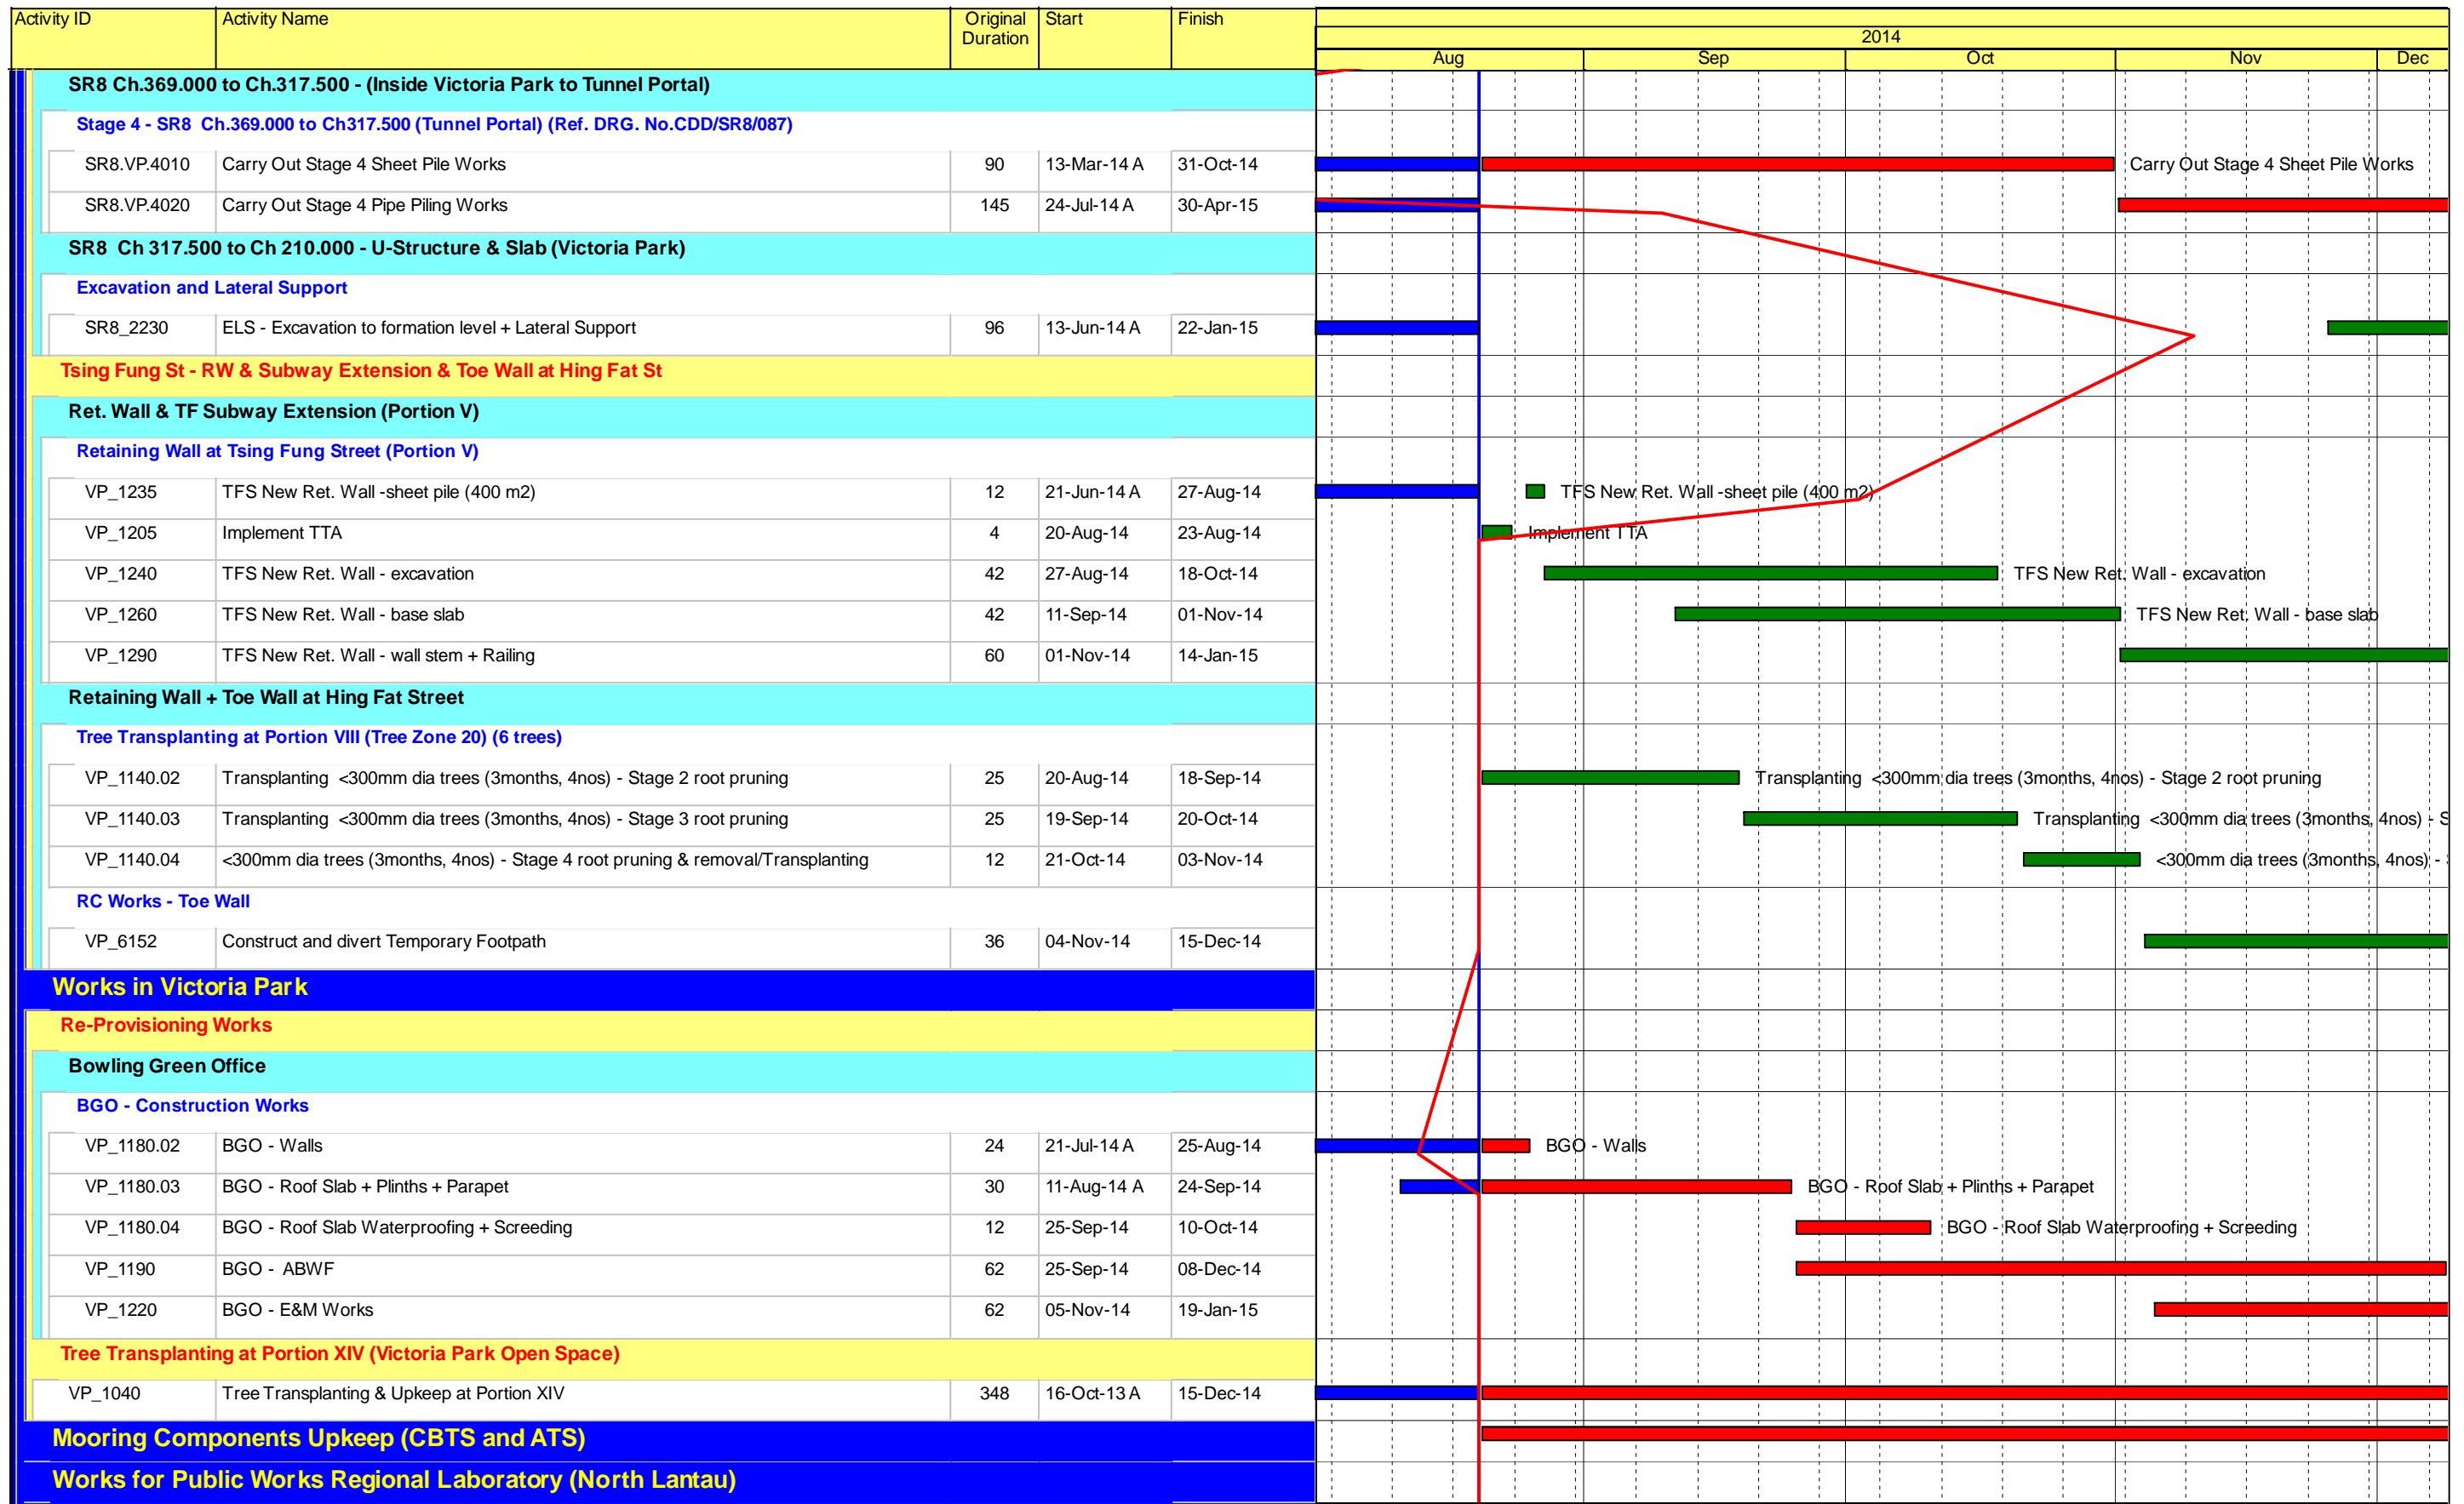 Activity ID Activity Name Original Duration Start Finish
2014
Aug Sep Oct Nov Dec
SR8 Ch.369.000 to Ch.317.500 - (Inside Victoria Park to Tunnel Portal)
Stage 4 - SR8 Ch.369.000 to Ch317.500 (Tunnel Portal) (Ref. DRG. No.CDD/SR8/087)
SR8.VP.4010 Carry Out Stage 4 Sheet Pile Works 90 13-Mar-14 A 31-Oct-14 Carry Out Stage 4 Sheet Pile Works
SR8.VP.4020 Carry Out Stage 4 Pipe Piling Works 145 24-Jul-14 A 30-Apr-15
SR8 Ch 317.500 to Ch 210.000 - U-Structure & Slab (Victoria Park)
Excavation and Lateral Support
SR8_2230 ELS - Excavation to formation level + Lateral Support 96 13-Jun-14 A 22-Jan-15
Tsing Fung St - RW & Subway Extension & Toe Wall at Hing Fat St
Ret. Wall & TF Subway Extension (Portion V)
Retaining Wall at Tsing Fung Street (Portion V)
VP_1235 TFS New Ret. Wall -sheet pile (400 m2) 12 21-Jun-14 A 27-Aug-14 TFS New Ret. Wall -sheet pile (400 m2)
VP_1205 Implement TTA 4 20-Aug-14 23-Aug-14 Implement TTA
VP_1240 TFS New Ret. Wall - excavation 42 27-Aug-14 18-Oct-14 TFS New Ret. Wall - excavation
VP_1260 TFS New Ret. Wall - base slab 42 11-Sep-14 01-Nov-14 TFS New Ret. Wall - base slab
VP_1290 TFS New Ret. Wall - wall stem + Railing 60 01-Nov-14 14-Jan-15
Retaining Wall + Toe Wall at Hing Fat Street
Tree Transplanting at Portion VIII (Tree Zone 20) (6 trees)
VP_1140.02 Transplanting <300mm dia trees (3months, 4nos) - Stage 2 root pruning 25 20-Aug-14 18-Sep-14 Transplanting <300mm dia trees (3months, 4nos) - Stage 2 root pruning
VP_1140.03 Transplanting <300mm dia trees (3months, 4nos) - Stage 3 root pruning 25 19-Sep-14 20-Oct-14 Transplanting <300mm dia trees (3months, 4nos) - S
VP_1140.04 <300mm dia trees (3months, 4nos) - Stage 4 root pruning & removal/Transplanting 12 21-Oct-14 03-Nov-14 <300mm dia trees (3months, 4nos) -
RC Works - Toe Wall
VP_6152 Construct and divert Temporary Footpath 36 04-Nov-14 15-Dec-14
Works in Victoria Park
Re-Provisioning Works
Bowling Green Office
BGO - Construction Works
VP_1180.02 BGO - Walls 24 21-Jul-14 A 25-Aug-14 BGO - Walls
VP_1180.03 BGO - Roof Slab + Plinths + Parapet 30 11-Aug-14 A 24-Sep-14 BGO - Roof Slab + Plinths + Parapet
VP_1180.04 BGO - Roof Slab Waterproofing + Screeding 12 25-Sep-14 10-Oct-14 BGO - Roof Slab Waterproofing + Screeding
VP_1190 BGO - ABWF 62 25-Sep-14 08-Dec-14
VP_1220 BGO - E&M Works 62 05-Nov-14 19-Jan-15
Tree Transplanting at Portion XIV (Victoria Park Open Space)
VP_1040 Tree Transplanting & Upkeep at Portion XIV 348 16-Oct-13 A 15-Dec-14
Mooring Components Upkeep (CBTS and ATS)
Works for Public Works Regional Laboratory (North Lantau)